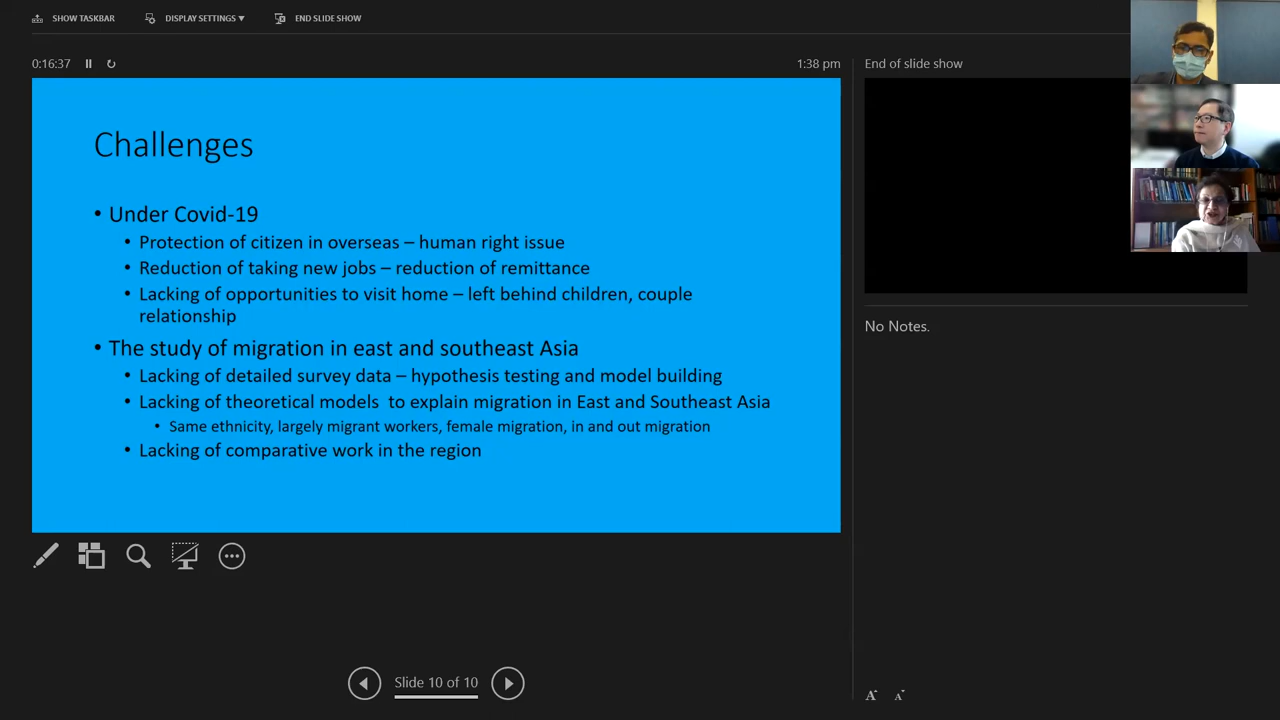 SHOW TASKBAR
DISPLAY SETTINGS ▼
END SLIDE SHOW
0:16:37
1:38 pm
End of slide show
Challenges
• Under Covid-19
• Protection of citizen in overseas – human right issue
• Reduction of taking new jobs – reduction of remittance
• Lacking of opportunities to visit home – left behind children, couple
relationship
• The study of migration in east and southeast Asia
• Lacking of detailed survey data – hypothesis testing and model building
• Lacking of theoretical models to explain migration in East and Southeast Asia
• Same ethnicity, largely migrant workers, female migration, in and out migration
• Lacking of comparative work in the region
No Notes.
Slide 10 of 10
A A